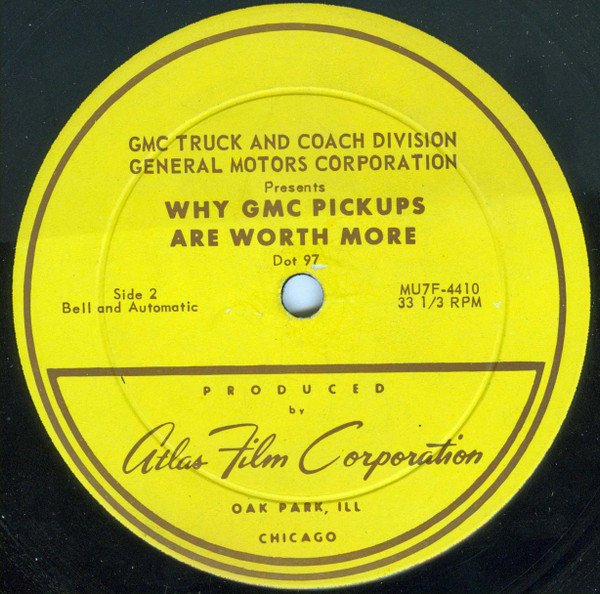 GMC TRUCK AND COACH DIVISION
GENERAL MOTORS CORPORATION
Presents
WHY GMC PICKUPS
ARE WORTH MORE
Dot 97
Side 2
Bell and Automatic
MU7F-4410
33 1/3 RPM
PRODUCED
by
Atlas Film Corporation
OAK PARK, ILL
CHICAGO